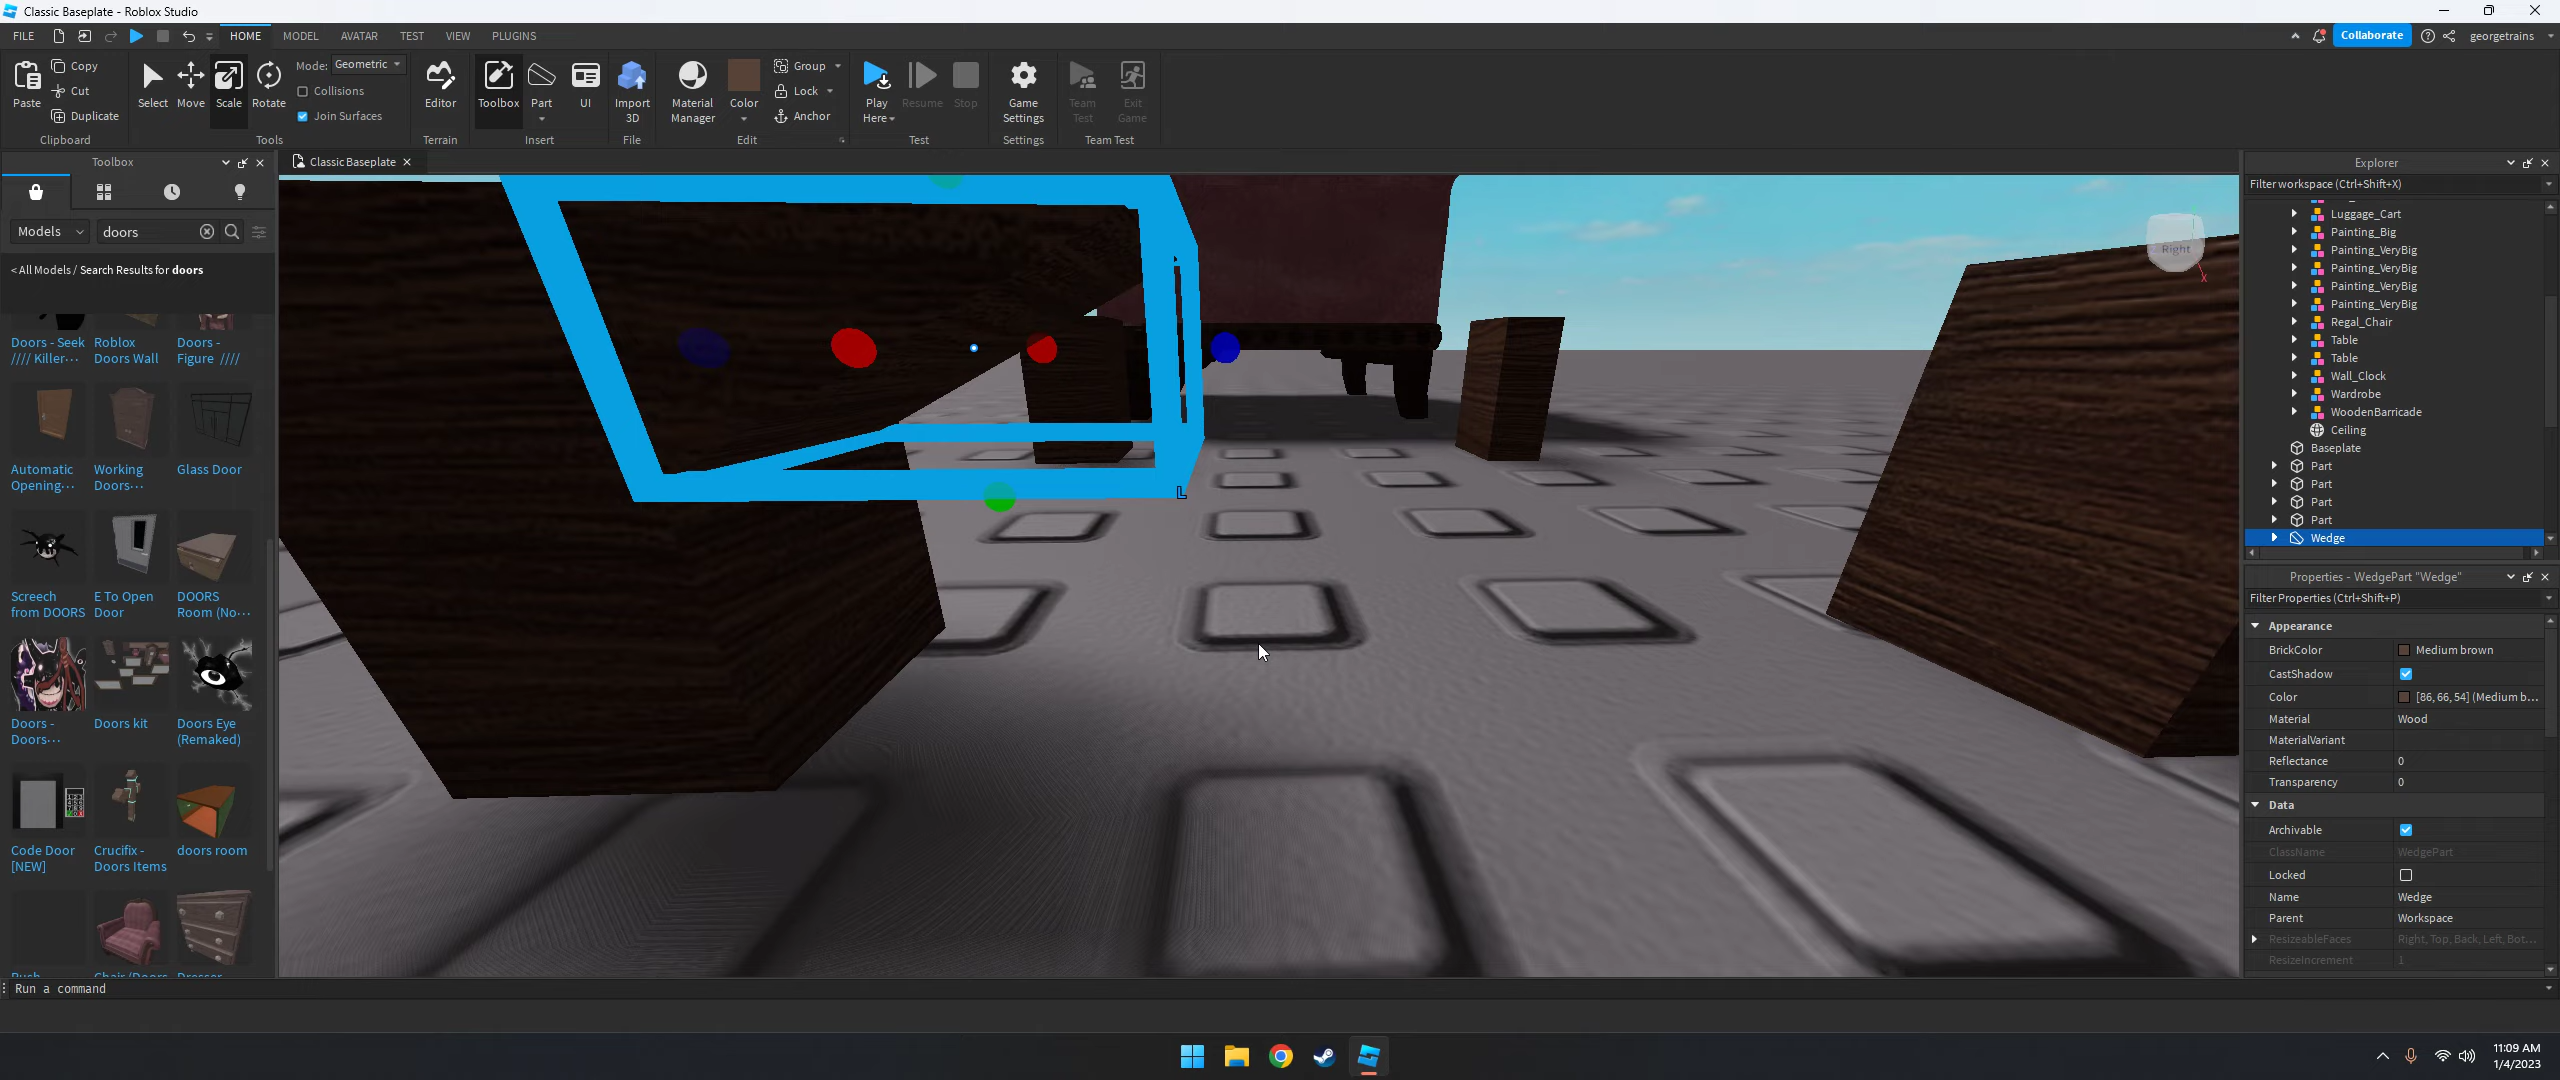 Classic Baseplate - Roblox Studio
FILE HOME MODEL AVATAR TEST VIEW PLUGINS Collaborate georgetrains
Paste Copy Cut Duplicate Clipboard
Select Move Scale Rotate Mode: Geometric Collisions Join Surfaces Tools
Editor Terrain
Toolbox Part UI Insert
Import 3D File
Material Manager Color Group Lock Anchor Edit
Play Here Resume Stop Test
Game Settings Settings
Team Test Exit Game Team Test
Toolbox
Classic Baseplate
Models doors
< All Models / Search Results for doors
Doors - Seek //// Killer···
Roblox Doors Wall
Doors - Figure ////
Automatic Opening···
Working Doors···
Glass Door
Screech from DOORS
E To Open Door
DOORS Room (No···
Doors - Doors···
Doors kit
Doors Eye (Remaked)
Code Door [NEW]
Crucifix - Doors Items
doors room
Right
X
L
Explorer
Filter workspace (Ctrl+Shift+X)
Luggage_Cart
Painting_Big
Painting_VeryBig
Painting_VeryBig
Painting_VeryBig
Painting_VeryBig
Regal_Chair
Table
Table
Wall_Clock
Wardrobe
WoodenBarricade
Ceiling
Baseplate
Part
Part
Part
Part
Wedge
Properties - WedgePart "Wedge"
Filter Properties (Ctrl+Shift+P)
Appearance
BrickColor Medium brown
CastShadow
Color [86, 66, 54] (Medium b...
Material Wood
MaterialVariant
Reflectance 0
Transparency 0
Data
Archivable
ClassName WedgePart
Locked
Name Wedge
Parent Workspace
ResizeableFaces Right, Top, Back, Left, Bot...
ResizeIncrement 1
Run a command
11:09 AM
1/4/2023